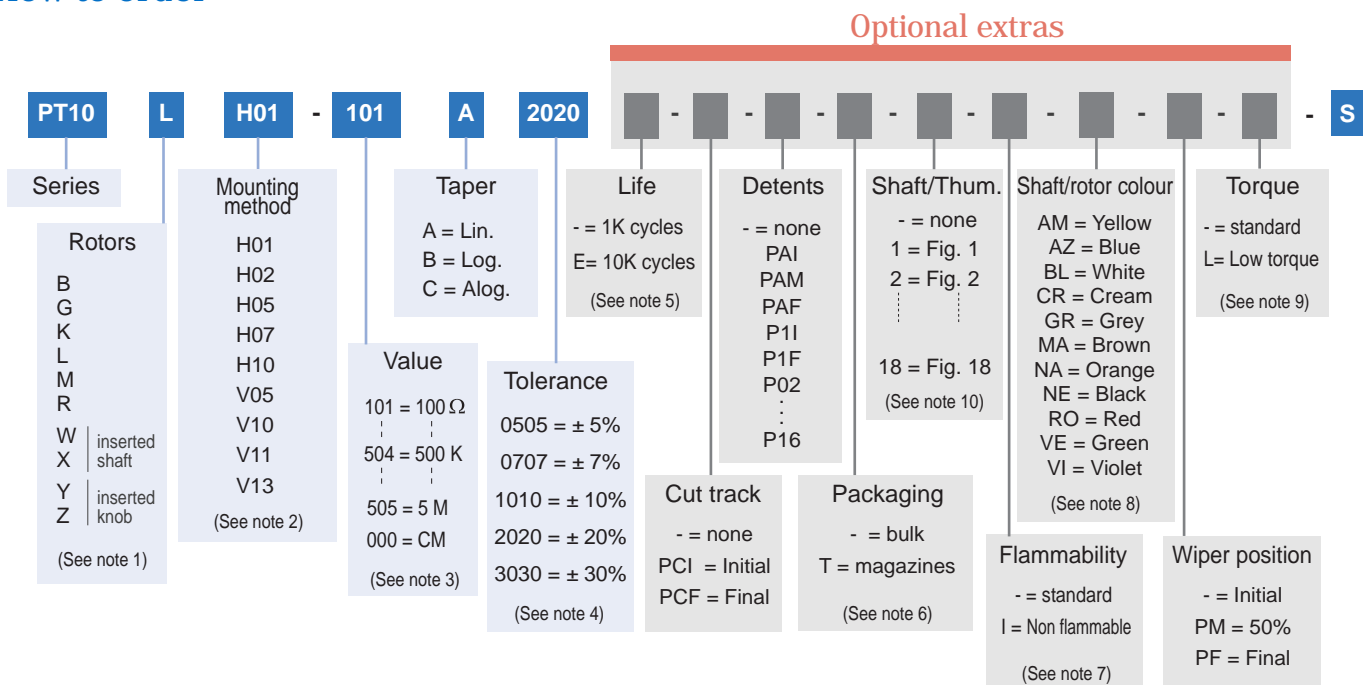 Optional extras
PT10 L H01 - 101 A 2020 - - - - - - - - - S
Series
Rotors
B
G
K
L
M
R
W
X
inserted
shaft
Y
Z
inserted
knob
(See note 1)
Mounting
method
H01
H02
H05
H07
H10
V05
V10
V11
V13
(See note 2)
Value
101 = 100 Ω
504 = 500 K
505 = 5 M
000 = CM
(See note 3)
Taper
A = Lin.
B = Log.
C = Alog.
Tolerance
0505 = ± 5%
0707 = ± 7%
1010 = ± 10%
2020 = ± 20%
3030 = ± 30%
(See note 4)
Life
- = 1K cycles
E= 10K cycles
(See note 5)
Cut track
- = none
PCI = Initial
PCF = Final
Detents
- = none
PAI
PAM
PAF
P1I
P1F
P02
:
:
P16
Packaging
- = bulk
T = magazines
(See note 6)
Shaft/Thum.
- = none
1 = Fig. 1
2 = Fig. 2
18 = Fig. 18
(See note 10)
Flammability
- = standard
I = Non flammable
(See note 7)
Shaft/rotor colour
AM = Yellow
AZ = Blue
BL = White
CR = Cream
GR = Grey
MA = Brown
NA = Orange
NE = Black
RO = Red
VE = Green
VI = Violet
(See note 8)
Wiper position
- = Initial
PM = 50%
PF = Final
Torque
- = standard
L= Low torque
(See note 9)